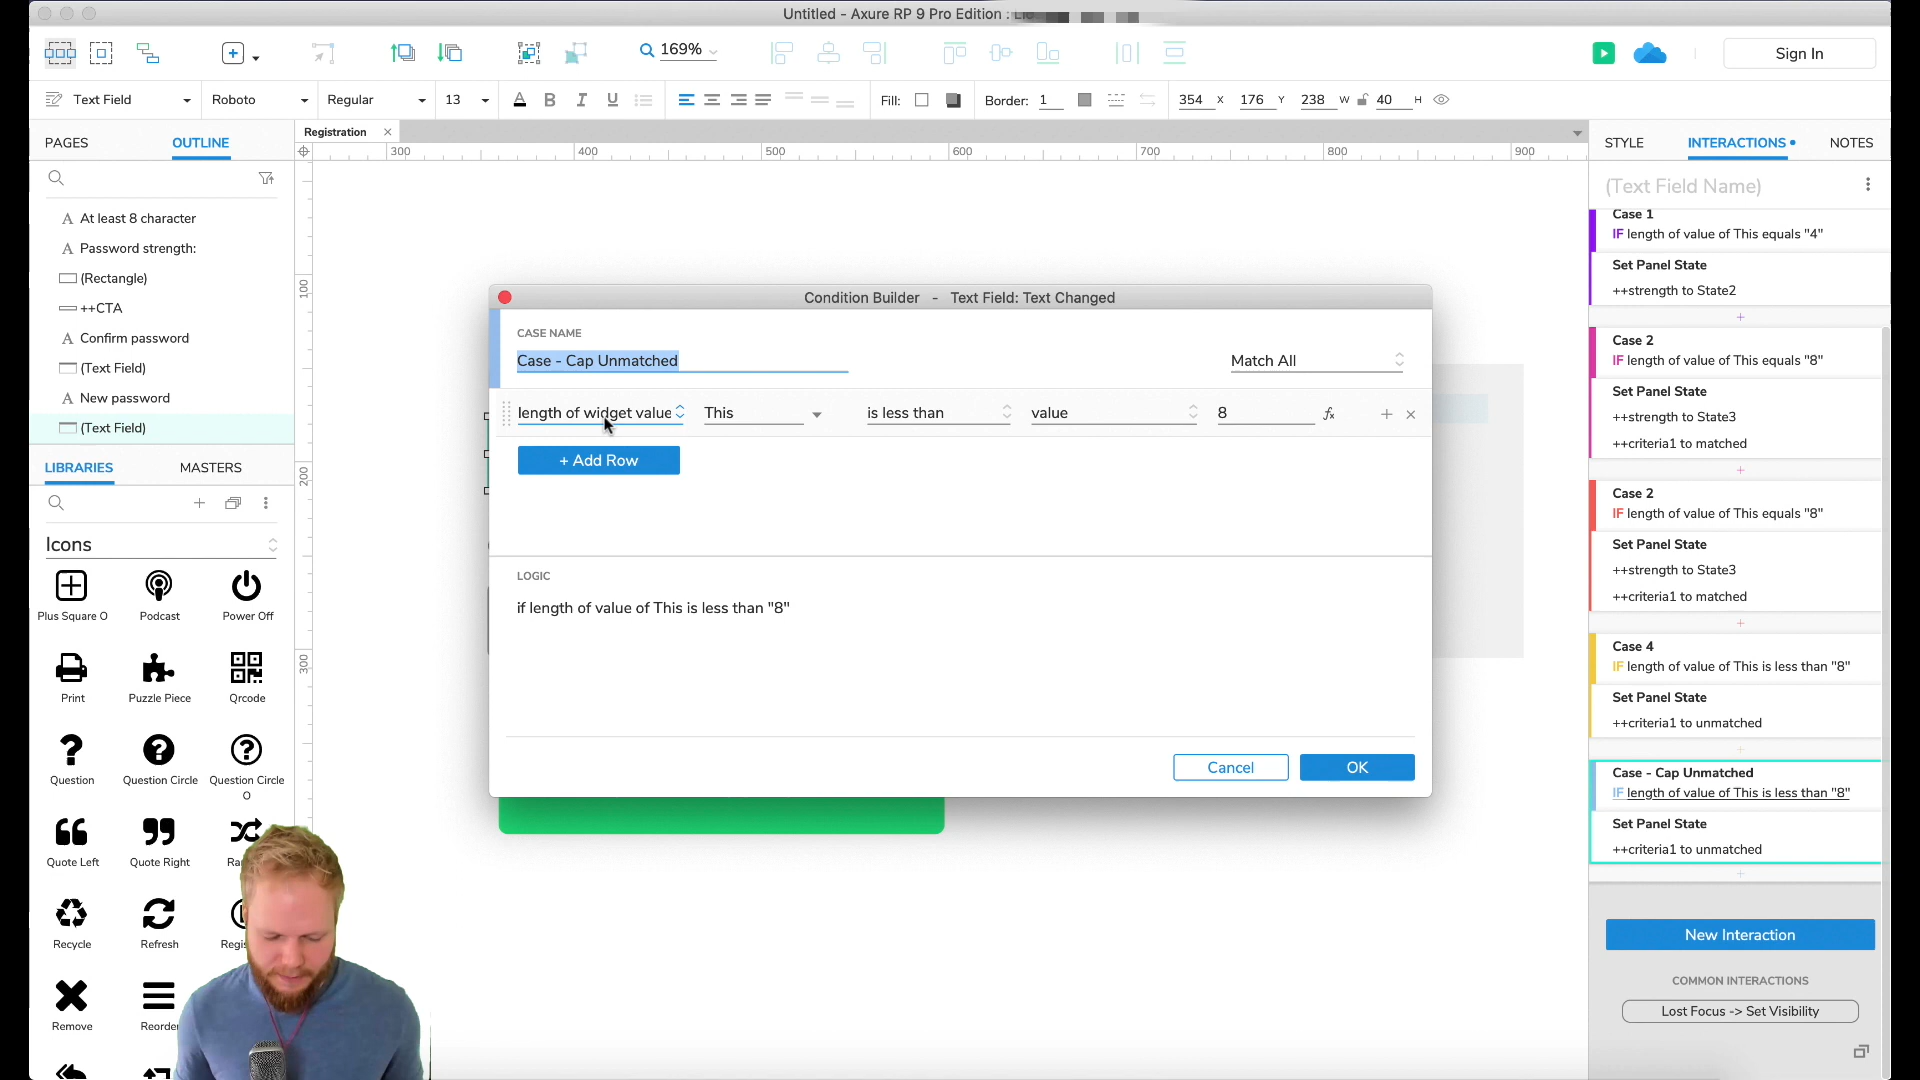 Untitled - Axure RP 9 Pro Edition :
169%
Sign In
Text Field
Roboto
Regular
13
Fill:
Border:
1
354 X
176 Y
238 W
40 H
PAGES
OUTLINE
Registration
300
400
500
600
700
800
900
100
200
300
At least 8 character
Password strength:
(Rectangle)
++CTA
Confirm password
(Text Field)
New password
(Text Field)
LIBRARIES
MASTERS
Icons
Plus Square O
Podcast
Power Off
Print
Puzzle Piece
Qrcode
Question
Question Circle
Question Circle
O
Quote Left
Quote Right
Recycle
Refresh
Remove
Condition Builder - Text Field: Text Changed
CASE NAME
Case - Cap Unmatched
Match All
length of widget value
This
is less than
value
8
fx
+ Add Row
LOGIC
if length of value of This is less than "8"
Cancel
OK
STYLE
INTERACTIONS
NOTES
(Text Field Name)
Case 1
IF length of value of This equals "4"
Set Panel State
++strength to State2
Case 2
IF length of value of This equals "8"
Set Panel State
++strength to State3
++criteria1 to matched
Case 2
IF length of value of This equals "8"
Set Panel State
++strength to State3
++criteria1 to matched
Case 4
IF length of value of This is less than "8"
Set Panel State
++criteria1 to unmatched
Case - Cap Unmatched
IF length of value of This is less than "8"
Set Panel State
++criteria1 to unmatched
New Interaction
COMMON INTERACTIONS
Lost Focus -> Set Visibility